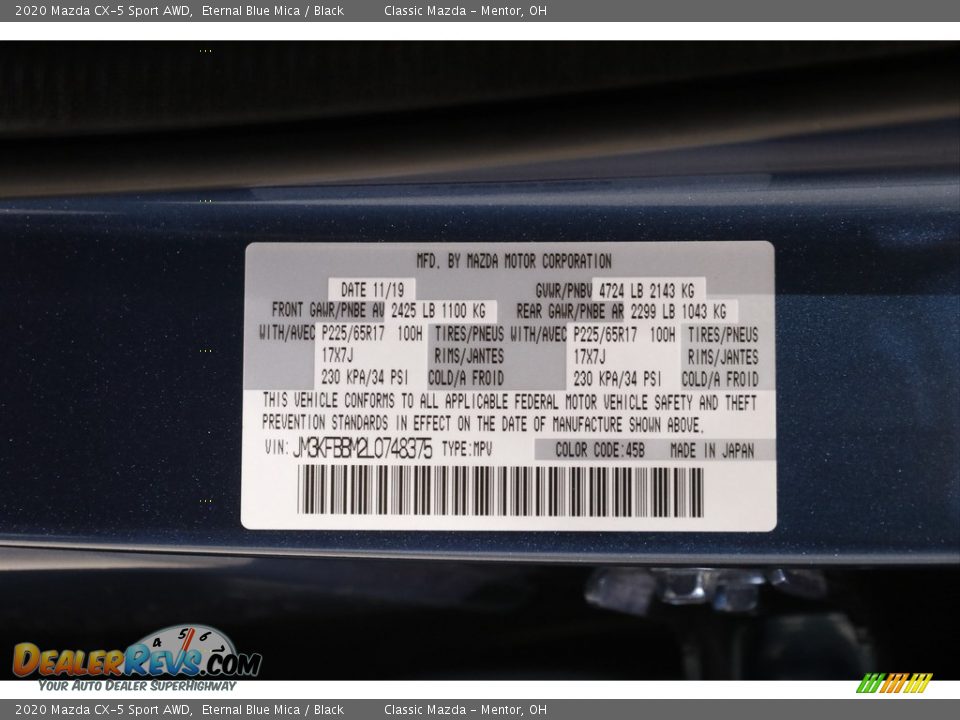 2020 Mazda CX-5 Sport AWD, Eternal Blue Mica / Black Classic Mazda - Mentor, OH
MFD. BY MAZDA MOTOR CORPORATION
DATE 11/19 GVWR/PNBV 4724 LB 2143 KG
FRONT GAWR/PNBE AV 2425 LB 1100 KG REAR GAWR/PNBE AR 2299 LB 1043 KG
WITH/AVEC P225/65R17 100H TIRES/PNEUS WITH/AVEC P225/65R17 100H TIRES/PNEUS
17X7J RIMS/JANTES 17X7J RIMS/JANTES
230 KPA/34 PSI COLD/A FROID 230 KPA/34 PSI COLD/A FROID
THIS VEHICLE CONFORMS TO ALL APPLICABLE FEDERAL MOTOR VEHICLE SAFETY AND THEFT
PREVENTION STANDARDS IN EFFECT ON THE DATE OF MANUFACTURE SHOWN ABOVE.
VIN: JM3KFBBM2L0748375 TYPE:MPV COLOR CODE:45B MADE IN JAPAN
4 5 6
DealerRevs.com
Your Auto Dealer SuperHighway
2020 Mazda CX-5 Sport AWD, Eternal Blue Mica / Black Classic Mazda - Mentor, OH